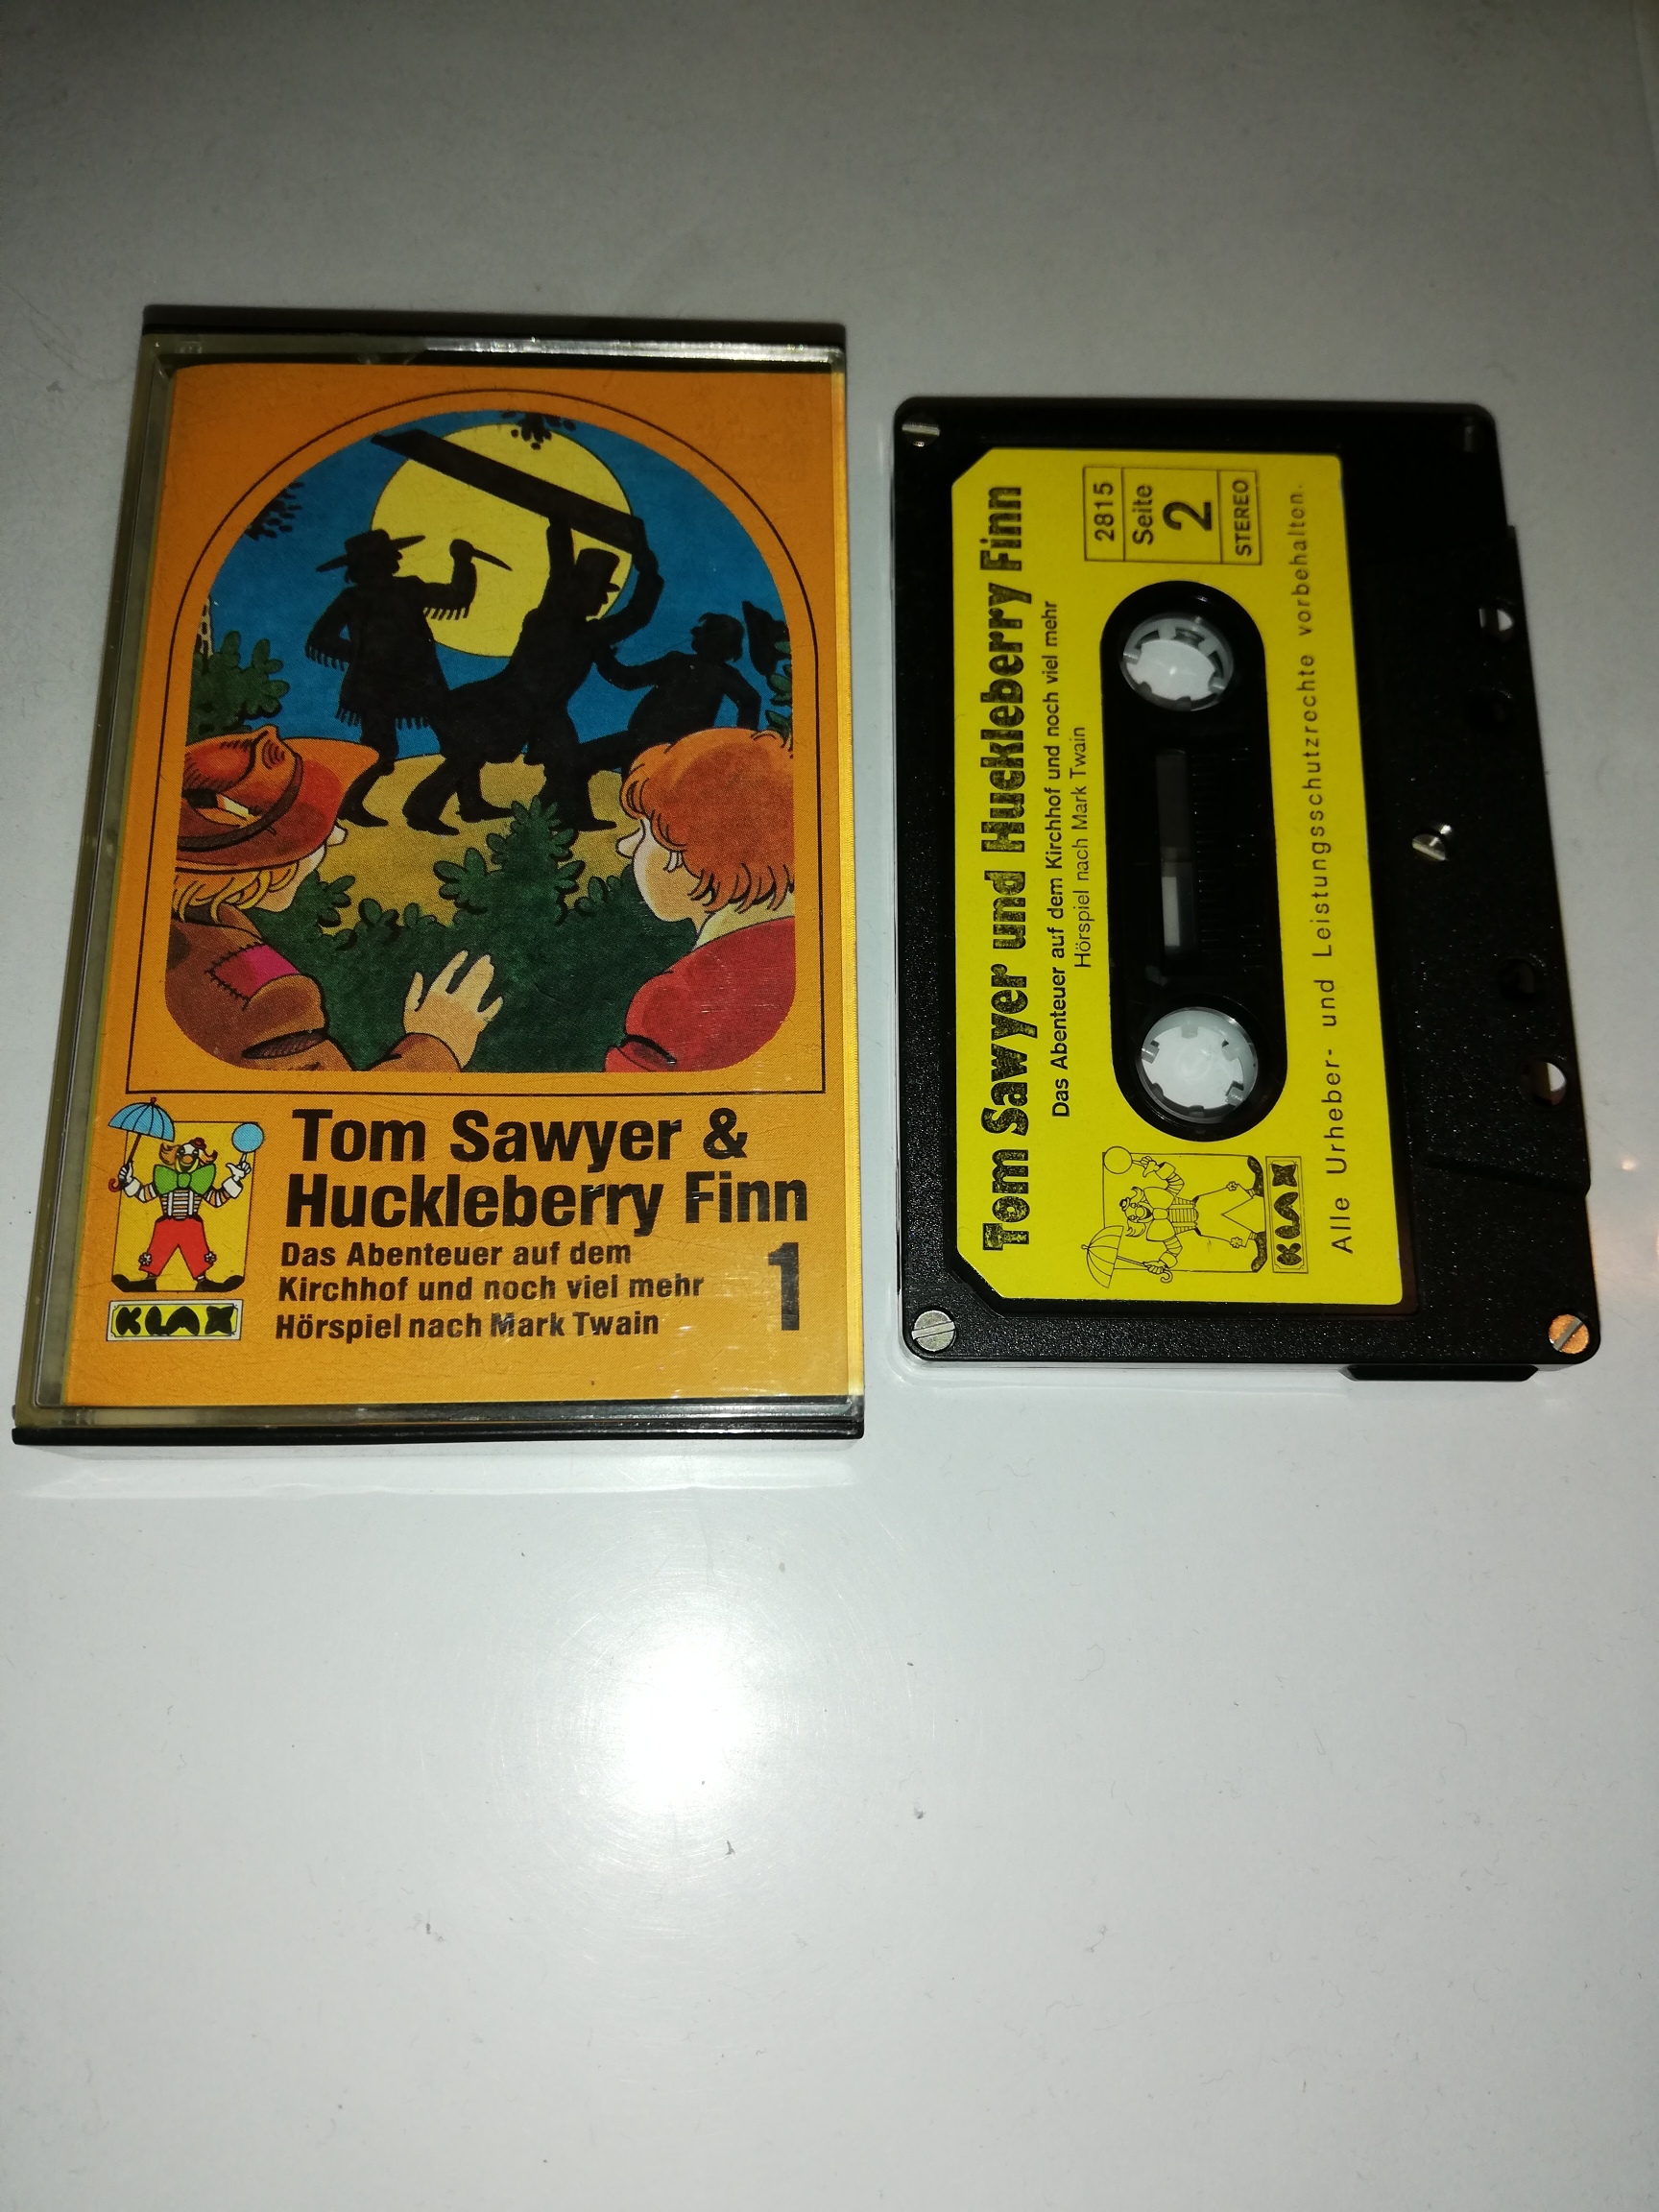 Tom Sawyer &
Huckleberry Finn
Das Abenteuer auf dem
Kirchhof und noch viel mehr
Hörspiel nach Mark Twain
1
KLAX
Tom Sawyer und Huckleberry Finn
Das Abenteuer auf dem Kirchhof und noch viel mehr
Hörspiel nach Mark Twain
2815
Seite
2
STEREO
KLAX
Alle Urheber- und Leistungsschutzrechte vorbehalten.